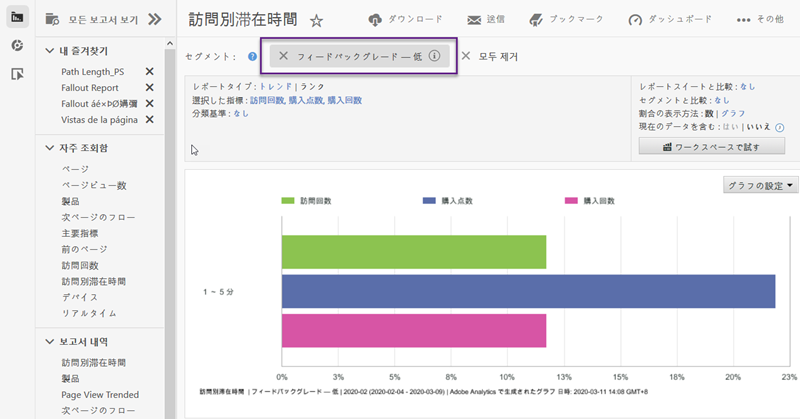 모든 보고서 보기
내 즐겨찾기
Path Length_PS
Fallout Report
Fallout áé×ÞØ媾彌
Vistas de la página
자주 조회함
ページ
ページビュー数
製品
次ページのフロー
主要指標
前のページ
訪問回数
訪問別滞在時間
デバイス
リアルタイム
보고서 내역
訪問別滞在時間
製品
Page View Trended
次ページのフロー
訪問別滞在時間
ダウンロード
送信
ブックマーク
ダッシュボード
その他
セグメント :
フィードバックグレード — 低
모두 제거
レポートタイプ : トレンド | ランク
選択した指標 : 訪問回数, 購入点数, 購入回数
分類基準 : なし
レポートスイートと比較 : なし
セグメントと比較 : なし
割合の表示方法 : 数 | グラフ
現在のデータを含む : はい | いいえ
ワークスペースで試す
グラフの設定
訪問回数
購入点数
購入回数
1 ～ 5 分
0% 3% 5% 8% 10% 13% 15% 18% 20% 23%
訪問別滞在時間 | フィードバックグレード — 低 | 2020-02 (2020-02-04 - 2020-03-09) | Adobe Analytics で生成されたグラフ 日時: 2020-03-11 14:08 GMT+8